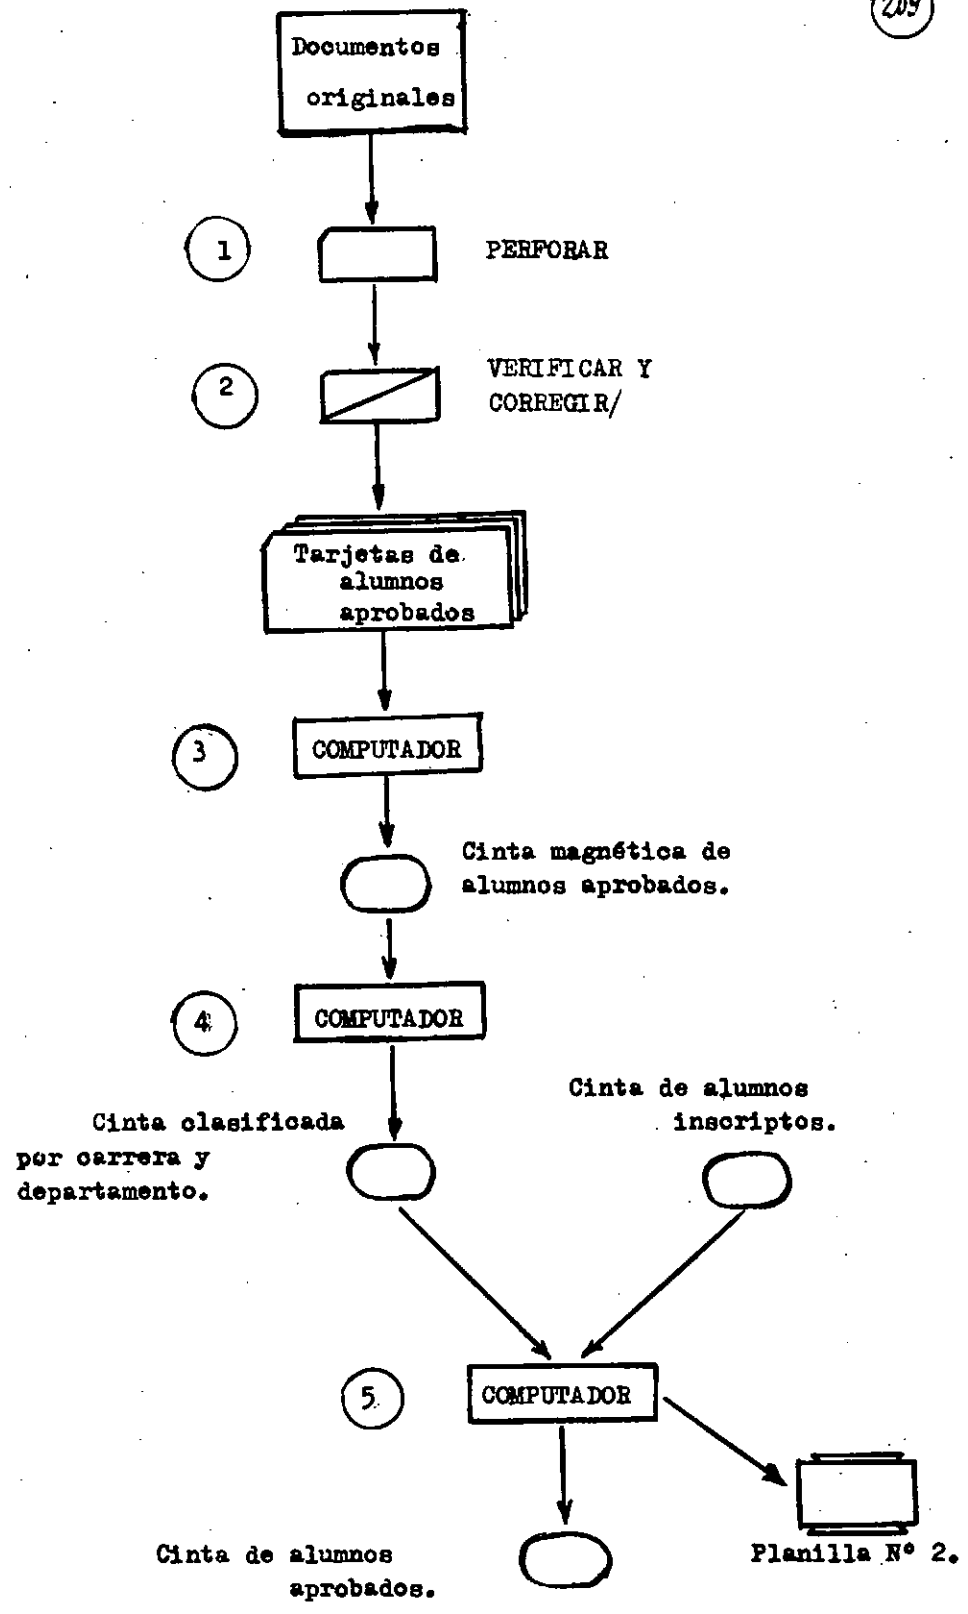 209
Documentos
originales
1
PERFORAR
2
VERIFICAR Y
CORREGIR/
Tarjetas de
alumnos
aprobados
3
COMPUTADOR
Cinta magnética de
alumnos aprobados.
4
COMPUTADOR
Cinta de alumnos
inscriptos.
Cinta clasificada
por carrera y
departamento.
5
COMPUTADOR
Planilla Nº 2.
Cinta de alumnos
aprobados.